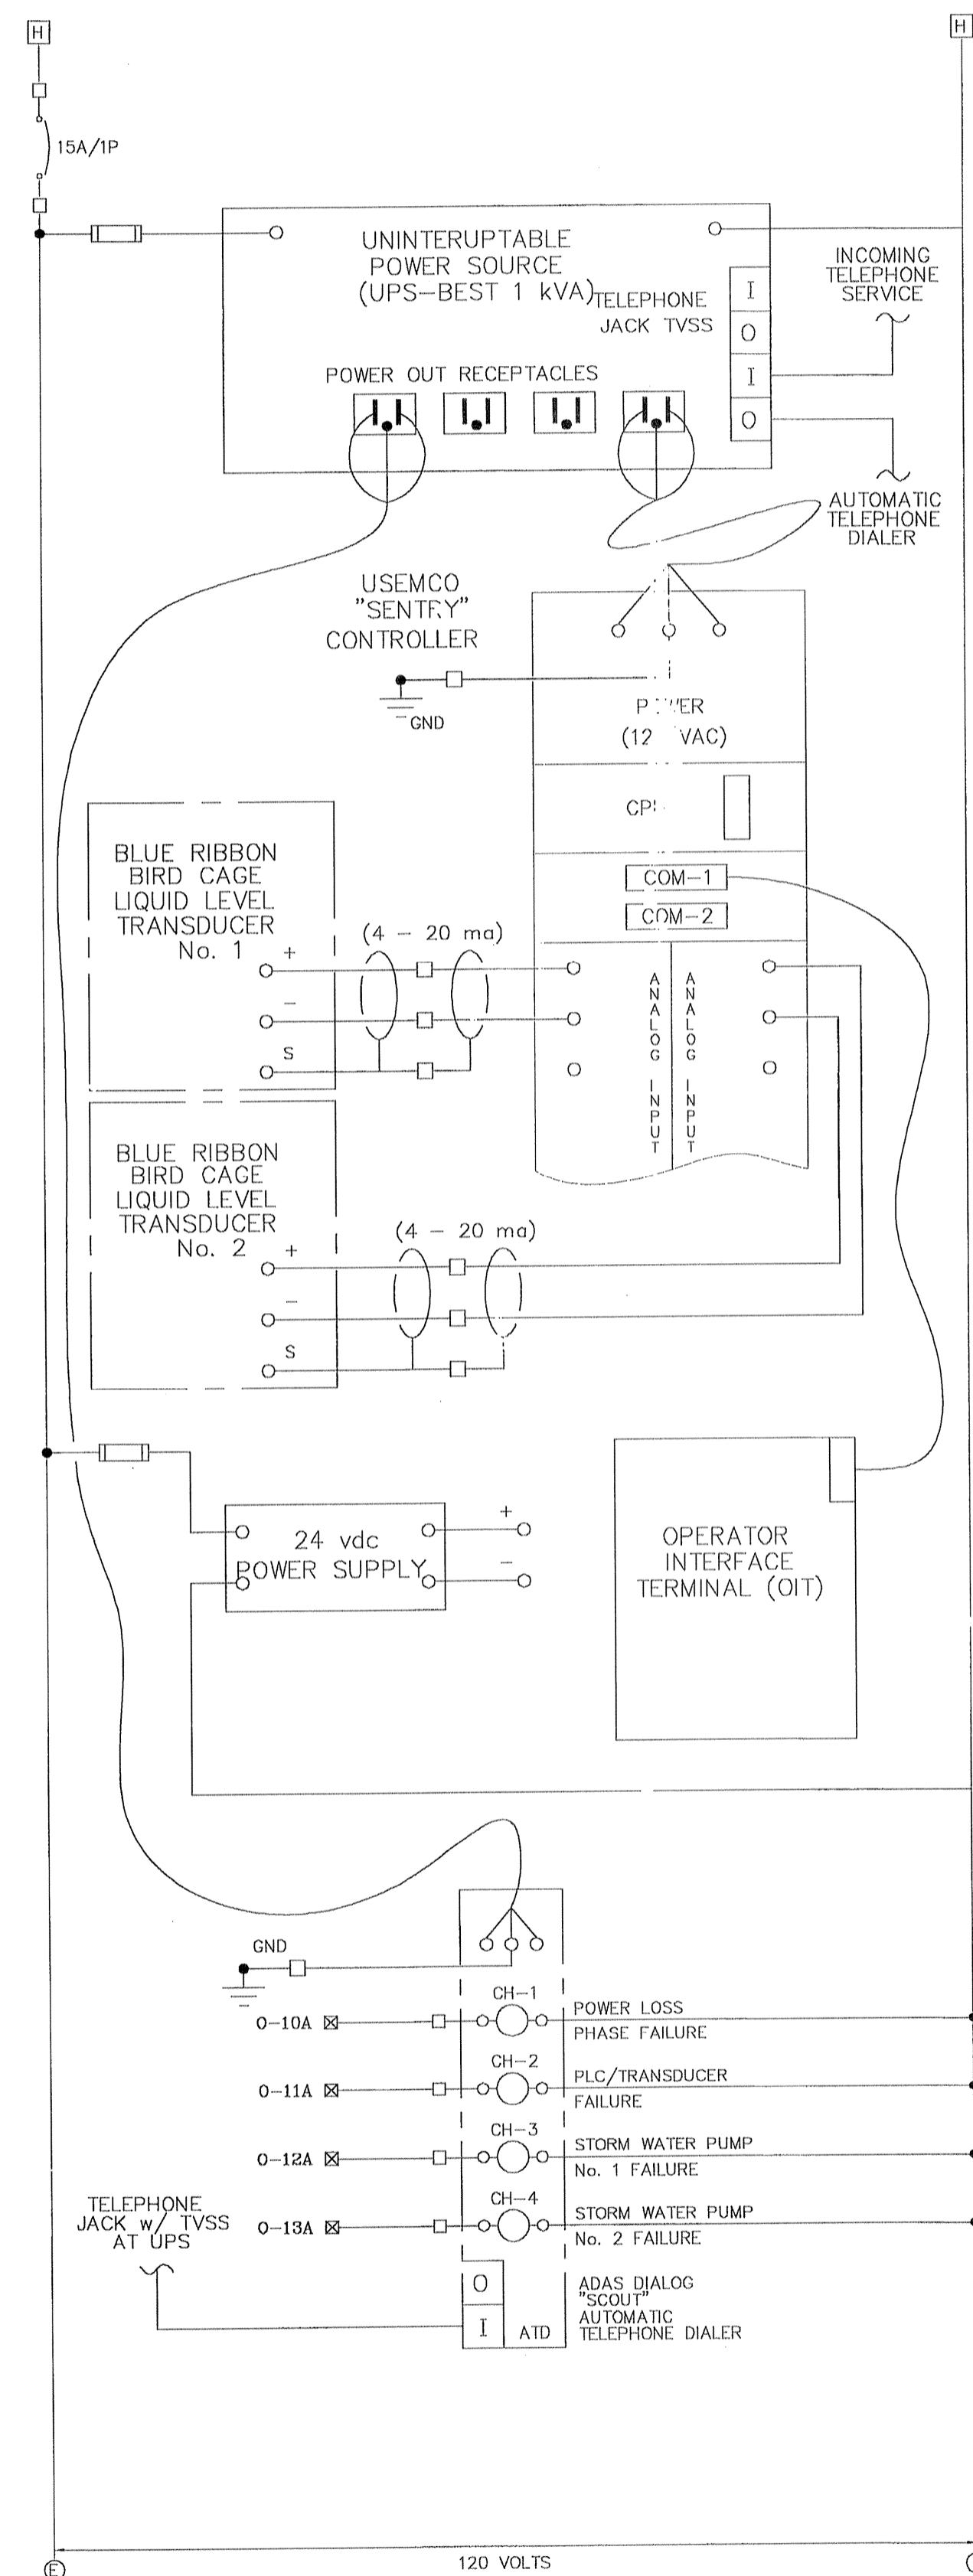 H
H
15A/1P
UNINTERUPTABLE
POWER SOURCE
(UPS-BEST 1 kVA)
TELEPHONE
JACK TVSS
I
O
I
O
INCOMING
TELEPHONE
SERVICE
POWER OUT RECEPTACLES
AUTOMATIC
TELEPHONE
DIALER
USEMCO
"SENTRY"
CONTROLLER
GND
(12 VAC)
COM-1
COM-2
BLUE RIBBON
BIRD CAGE
LIQUID LEVEL
TRANSDUCER
No. 1
+
-
S
(4 - 20 ma)
ANALOG INPUT
ANALOG INPUT
BLUE RIBBON
BIRD CAGE
LIQUID LEVEL
TRANSDUCER
No. 2
+
-
S
(4 - 20 ma)
24 vdc
POWER SUPPLY
+
-
OPERATOR
INTERFACE
TERMINAL (OIT)
GND
CH-1
O-10A
POWER LOSS
PHASE FAILURE
CH-2
O-11A
PLC/TRANSDUCER
FAILURE
CH-3
O-12A
STORM WATER PUMP
No. 1 FAILURE
CH-4
O-13A
STORM WATER PUMP
No. 2 FAILURE
TELEPHONE
JACK w/ TVSS
AT UPS
O
I
ATD
ADAS DIALOG
"SCOUT"
AUTOMATIC
TELEPHONE DIALER
E
120 VOLTS